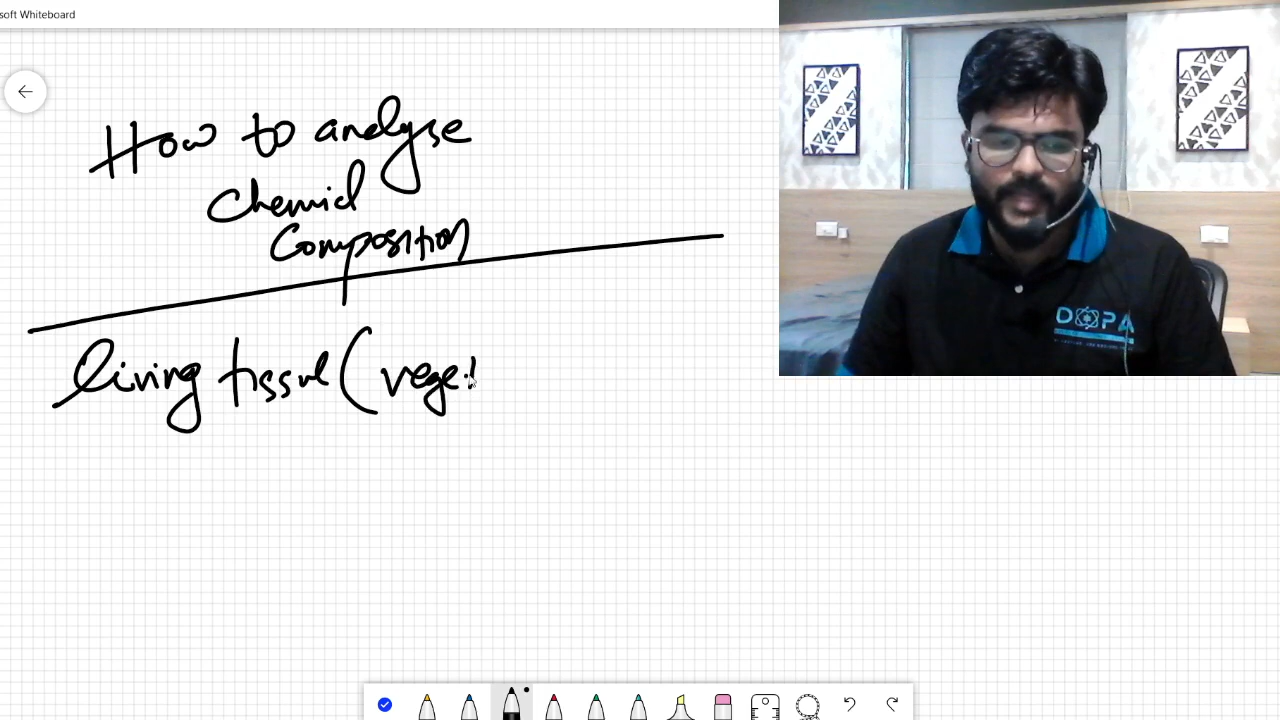 soft Whiteboard
How to analyse
Chemicl
Composition
living tissue (vege
DOPA